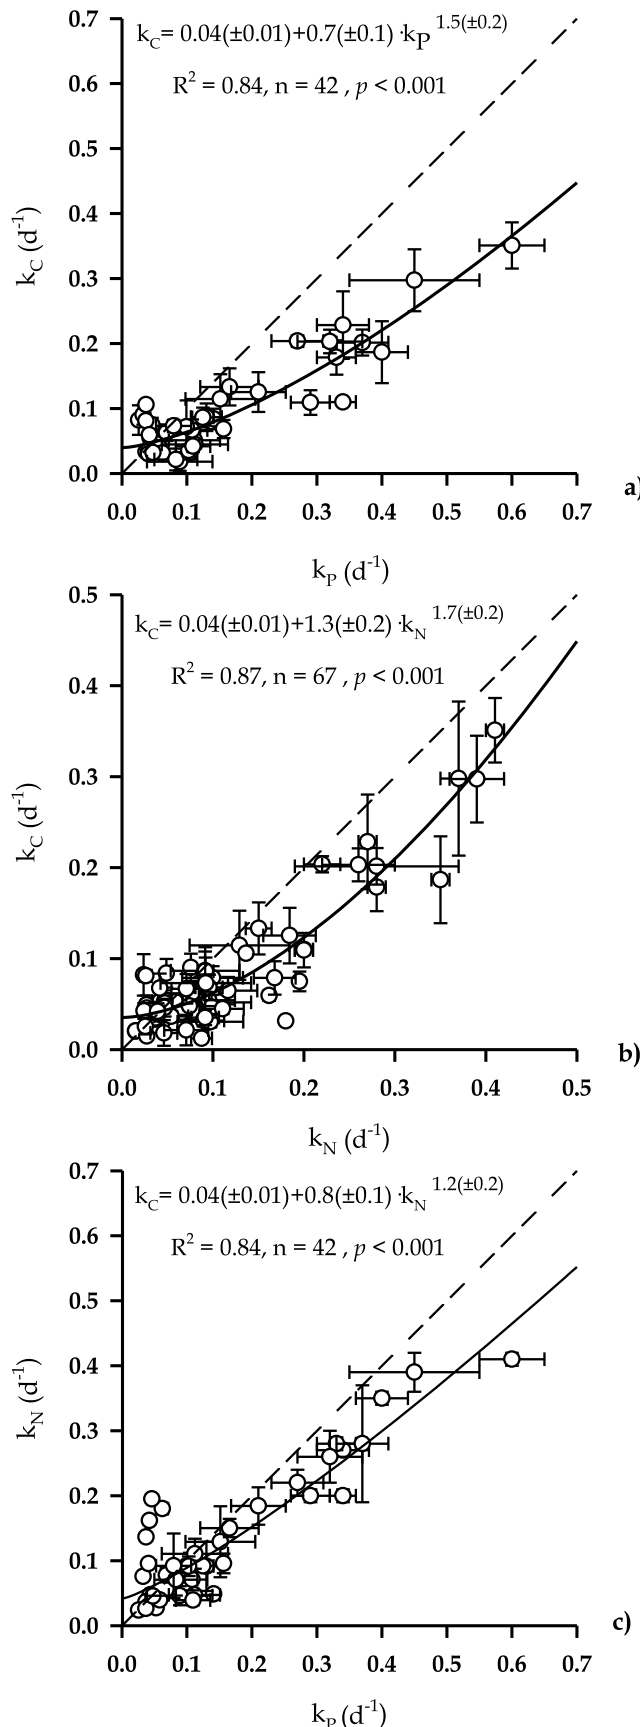 k_C = 0.04(±0.01)+0.7(±0.1)·k_P^1.5(±0.2)
R² = 0.84, n = 42 , p < 0.001
0.7
0.6
0.5
0.4
0.3
0.2
0.1
0.0
k_C (d⁻¹)
0.0 0.1 0.2 0.3 0.4 0.5 0.6 0.7
a)
k_P (d⁻¹)
k_C = 0.04(±0.01)+1.3(±0.2)·k_N^1.7(±0.2)
R² = 0.87, n = 67 , p < 0.001
0.5
0.4
0.3
0.2
0.1
0.0
k_C (d⁻¹)
0.0 0.1 0.2 0.3 0.4 0.5
b)
k_N (d⁻¹)
k_C = 0.04(±0.01)+0.8(±0.1)·k_N^1.2(±0.2)
R² = 0.84, n = 42 , p < 0.001
0.7
0.6
0.5
0.4
0.3
0.2
0.1
0.0
k_N (d⁻¹)
0.0 0.1 0.2 0.3 0.4 0.5 0.6 0.7
c)
k_P (d⁻¹)